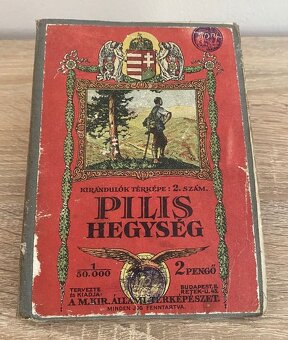 KIRÁNDULÓK TÉRKÉPE: 2. SZÁM.
PILIS
HEGYSÉG
1
50.000
2 PENGŐ
TERVEZTE
ÉS KIADJA:
BUDAPEST, II.
RETEK-U.
A M. KIR. ÁLLAMI TÉRKÉPÉSZET.
MINDEN JOG FENNTARTVA.